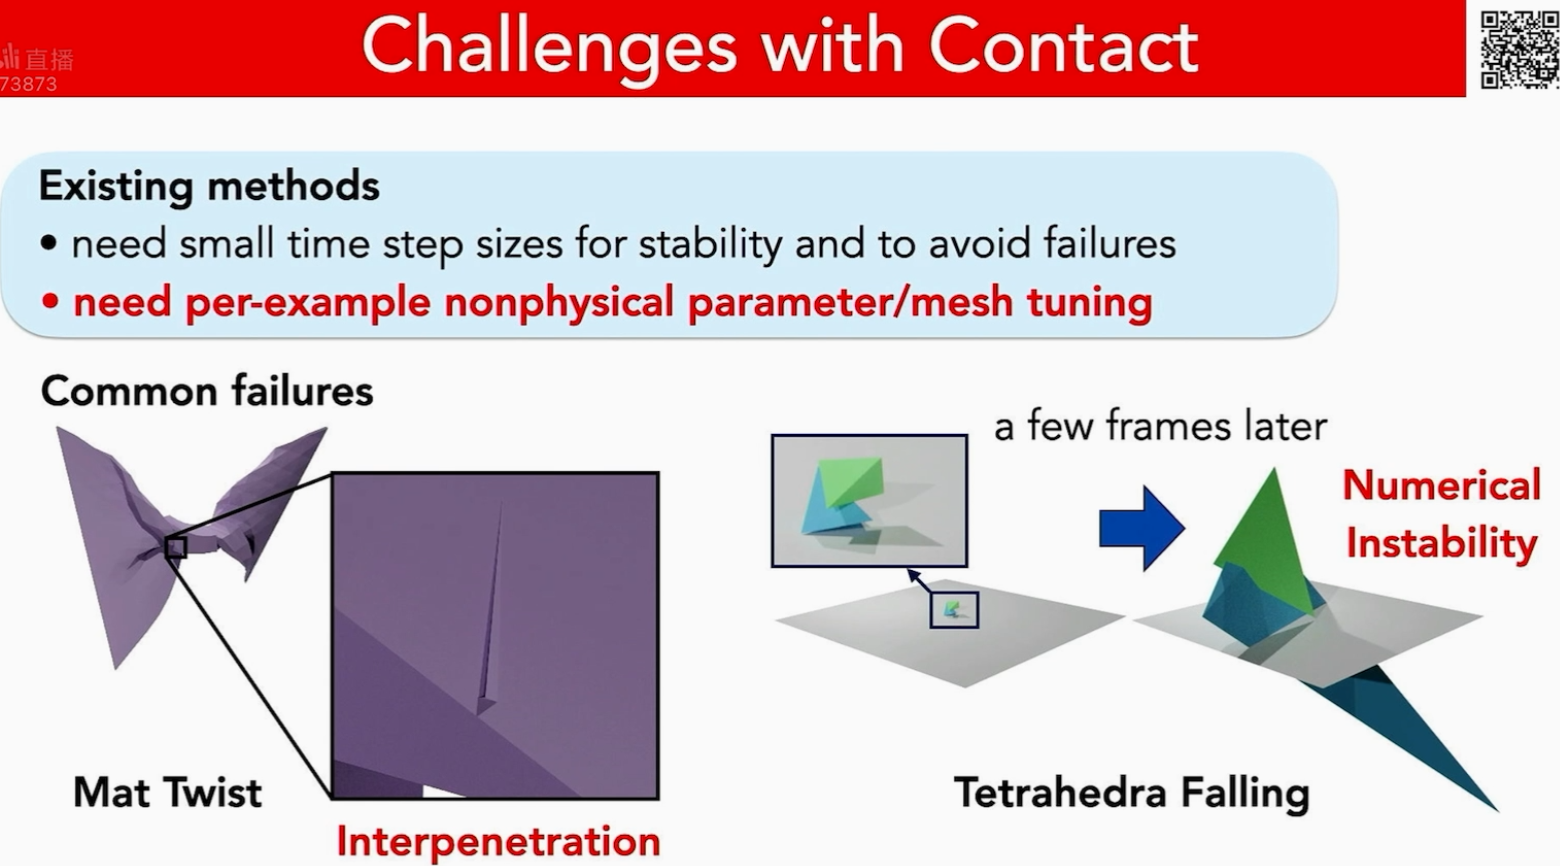 Challenges with Contact
直播
73873
Existing methods
• need small time step sizes for stability and to avoid failures
• need per-example nonphysical parameter/mesh tuning
Common failures
a few frames later
Numerical
Instability
Mat Twist
Tetrahedra Falling
Interpenetration